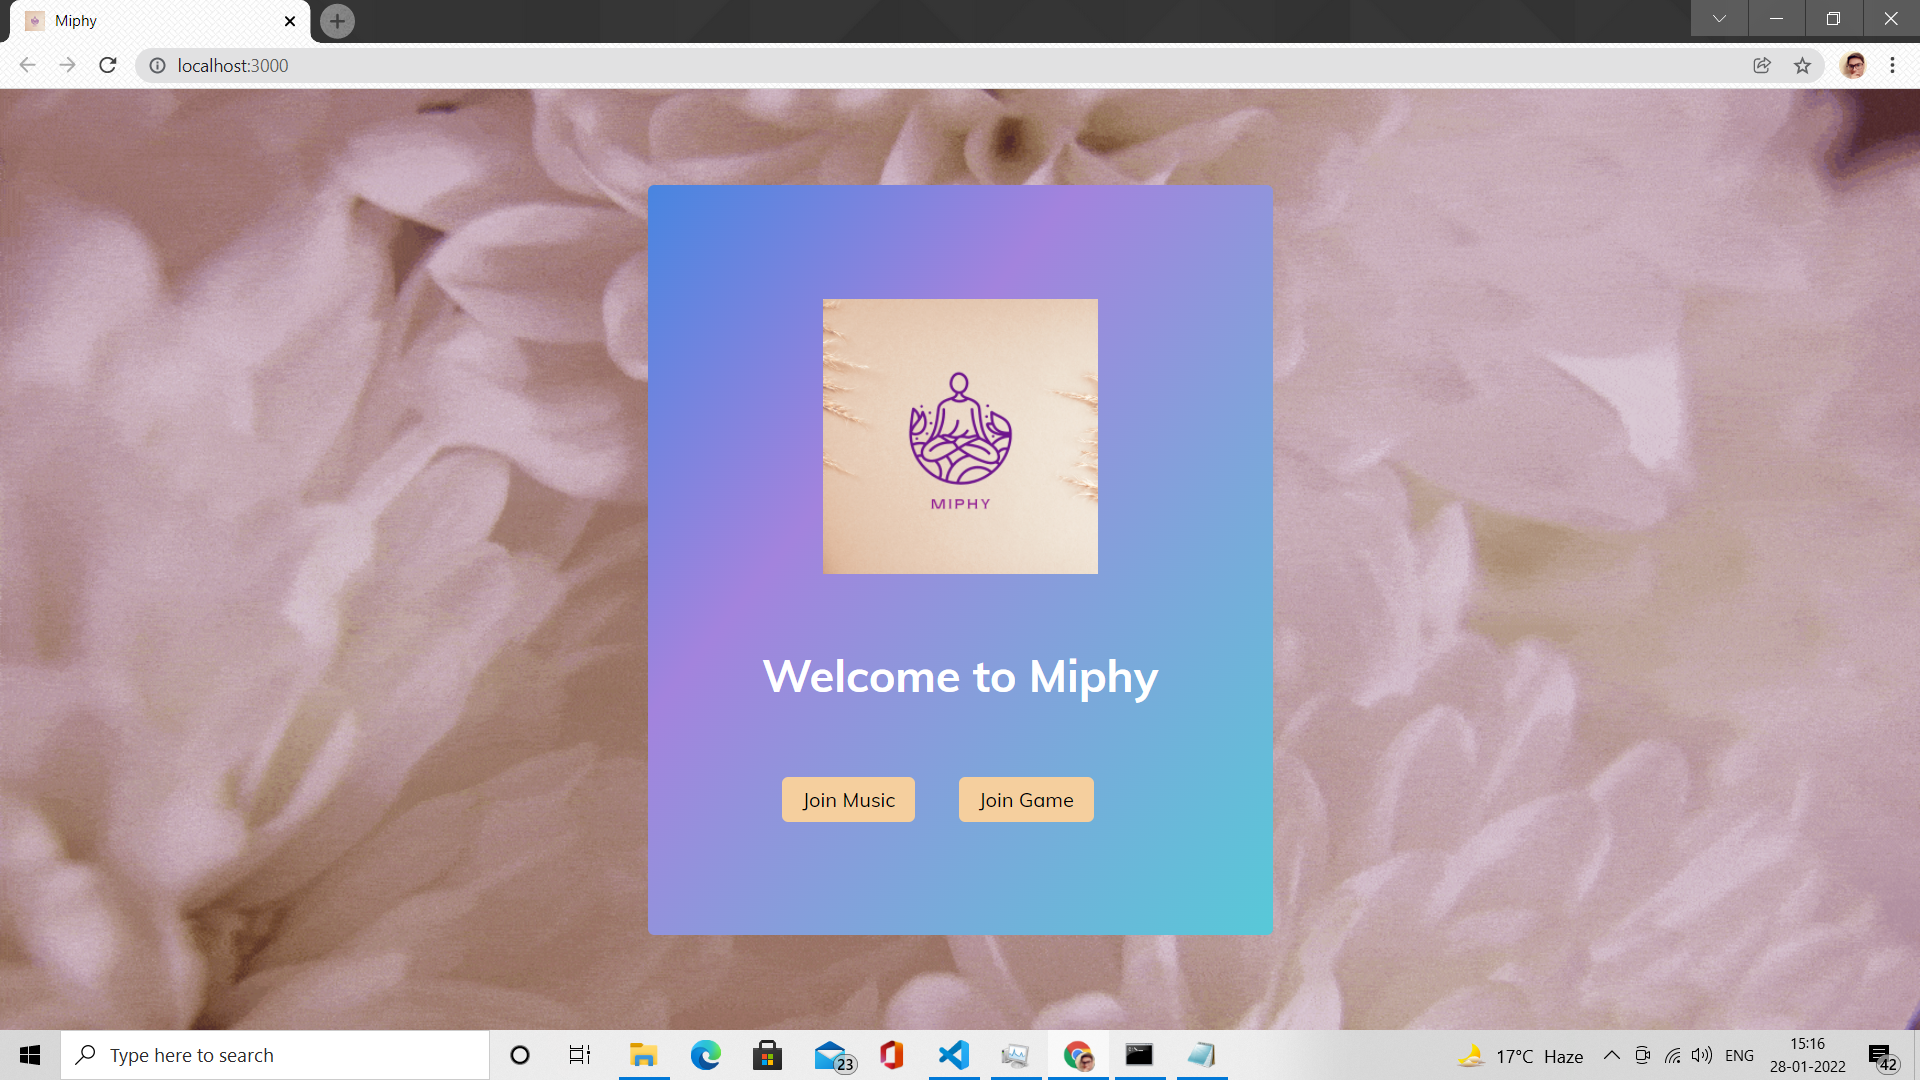 Miphy
localhost:3000
MIPHY
Welcome to Miphy
Join Music
Join Game
Type here to search
23
17°C Haze
ENG
15:16
28-01-2022
42